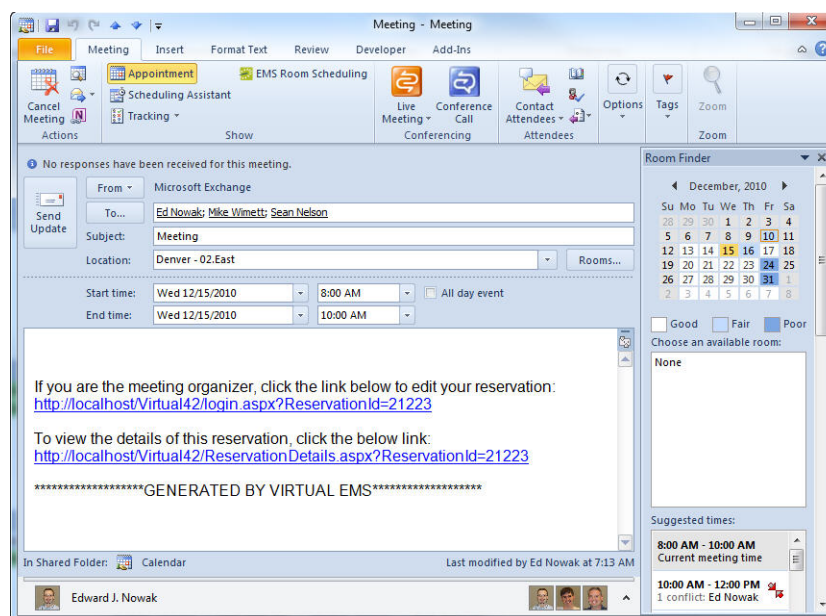 Meeting - Meeting
File Meeting Insert Format Text Review Developer Add-Ins
Cancel Meeting
Actions
Appointment
Scheduling Assistant
Tracking
EMS Room Scheduling
Show
Live Meeting
Conference Call
Conferencing
Contact Attendees
Attendees
Options
Tags
Zoom
Zoom
No responses have been received for this meeting.
Send Update
From Microsoft Exchange
To... Ed Nowak; Mike Wimett; Sean Nelson
Subject: Meeting
Location: Denver - 02.East Rooms...
Start time: Wed 12/15/2010 8:00 AM All day event
End time: Wed 12/15/2010 10:00 AM
If you are the meeting organizer, click the link below to edit your reservation:
http://localhost/Virtual42/login.aspx?ReservationId=21223
To view the details of this reservation, click the below link:
http://localhost/Virtual42/ReservationDetails.aspx?ReservationId=21223
*******************GENERATED BY VIRTUAL EMS*******************
In Shared Folder: Calendar Last modified by Ed Nowak at 7:13 AM
Edward J. Nowak
Room Finder
December, 2010
Su Mo Tu We Th Fr Sa
28 29 30 1 2 3 4
5 6 7 8 9 10 11
12 13 14 15 16 17 18
19 20 21 22 23 24 25
26 27 28 29 30 31 1
2 3 4 5 6 7 8
Good Fair Poor
Choose an available room:
None
Suggested times:
8:00 AM - 10:00 AM
Current meeting time
10:00 AM - 12:00 PM
1 conflict: Ed Nowak